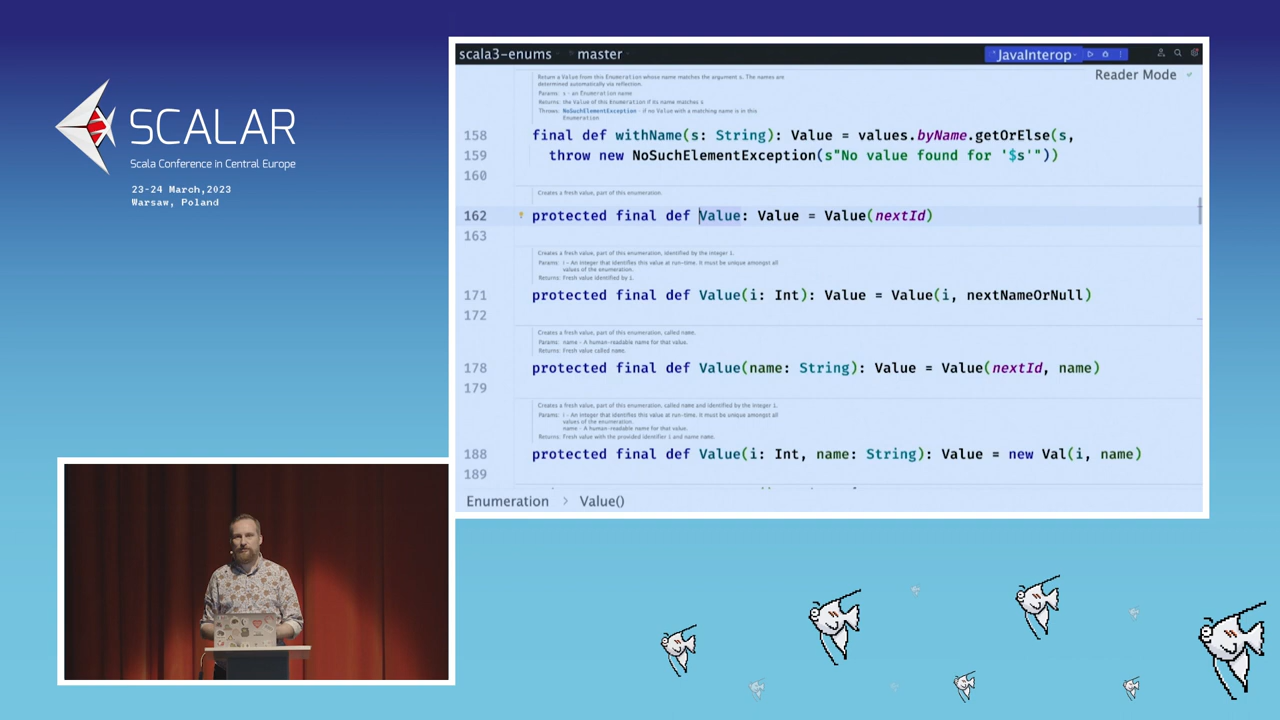 SCALAR
Scala Conference in Central Europe
23-24 March,2023
Warsaw, Poland
scala3-enums master JavaInterop
Reader Mode
Return a Value from this Enumeration whose name matches the argument s. The names are
determined automatically via reflection.
Params: s – an Enumeration name
Returns: the Value of this Enumeration if its name matches s
Throws: NoSuchElementException – if no Value with a matching name is in this
Enumeration
158 final def withName(s: String): Value = values.byName.getOrElse(s,
159 throw new NoSuchElementException(s"No value found for '$s'"))
160
Creates a fresh value, part of this enumeration.
162 protected final def Value: Value = Value(nextId)
163
Creates a fresh value, part of this enumeration, identified by the integer i.
Params: i – An integer that identifies this value at run-time. It must be unique amongst all
values of the enumeration.
Returns: Fresh value identified by i.
171 protected final def Value(i: Int): Value = Value(i, nextNameOrNull)
172
Creates a fresh value, part of this enumeration, called name.
Params: name – A human-readable name for that value.
Returns: Fresh value called name.
178 protected final def Value(name: String): Value = Value(nextId, name)
179
Creates a fresh value, part of this enumeration, called name and identified by the integer i.
Params: i – An integer that identifies this value at run-time. It must be unique amongst all
values of the enumeration.
name – A human-readable name for that value.
Returns: Fresh value with the provided identifier i and name name.
188 protected final def Value(i: Int, name: String): Value = new Val(i, name)
189
Enumeration > Value()